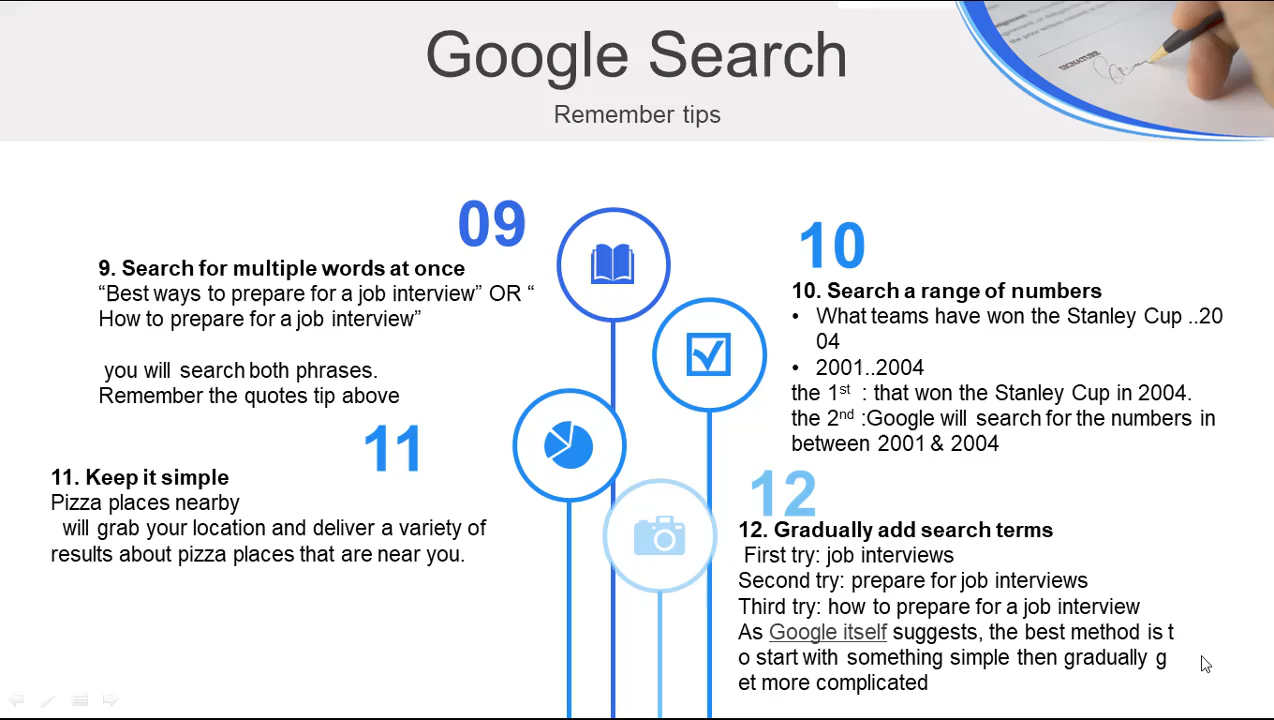 Google Search
Remember tips
SIGNATURE
09
9. Search for multiple words at once
“Best ways to prepare for a job interview” OR “
How to prepare for a job interview”
you will search both phrases.
Remember the quotes tip above
10
10. Search a range of numbers
• What teams have won the Stanley Cup ..20
04
• 2001..2004
the 1st : that won the Stanley Cup in 2004.
the 2nd :Google will search for the numbers in
between 2001 & 2004
11
11. Keep it simple
Pizza places nearby
will grab your location and deliver a variety of
results about pizza places that are near you.
12
12. Gradually add search terms
First try: job interviews
Second try: prepare for job interviews
Third try: how to prepare for a job interview
As Google itself suggests, the best method is t
o start with something simple then gradually g
et more complicated